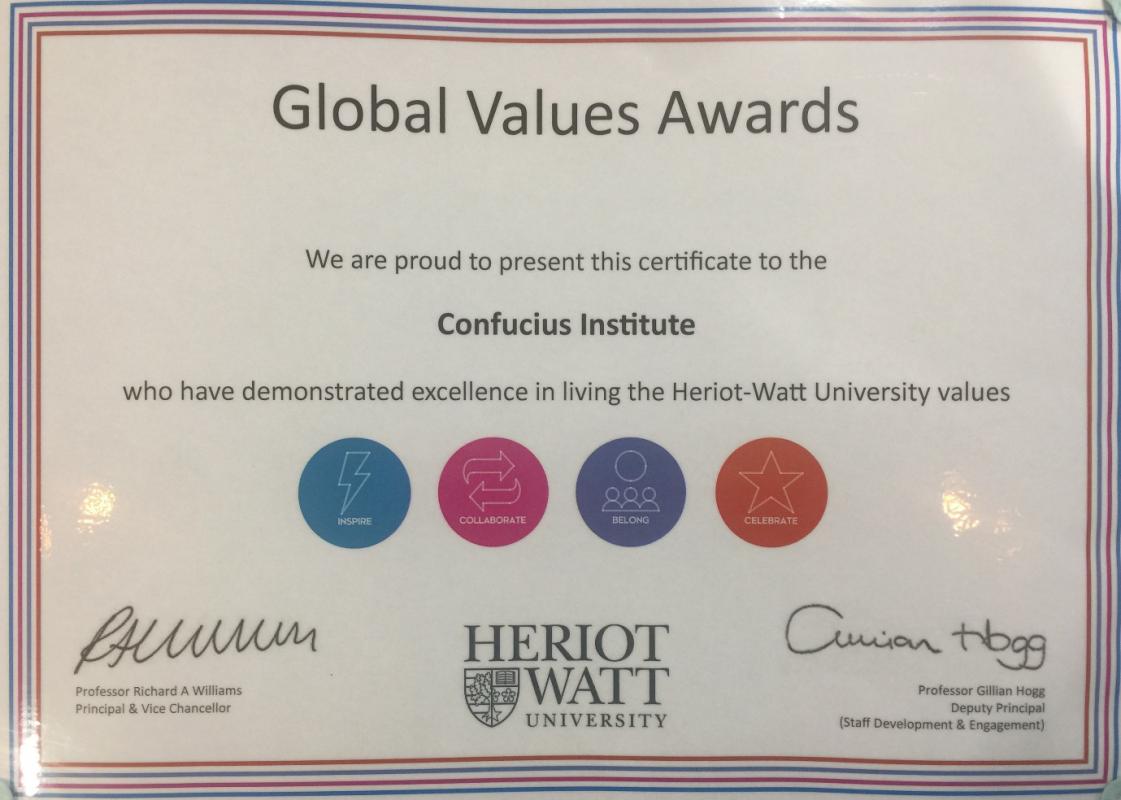 Global Values Awards
We are proud to present this certificate to the
Confucius Institute
who have demonstrated excellence in living the Heriot-Watt University values
INSPIRE
COLLABORATE
BELONG
CELEBRATE
Professor Richard A Williams
Principal & Vice Chancellor
HERIOT
WATT
UNIVERSITY
Gillian Hogg
Professor Gillian Hogg
Deputy Principal
(Staff Development & Engagement)